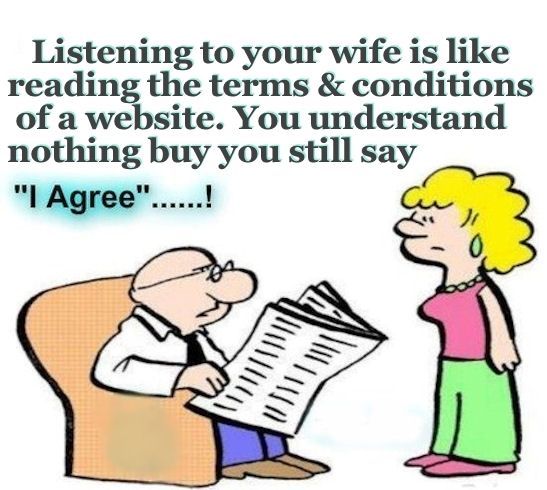 Listening to your wife is like
reading the terms & conditions
of a website. You understand
nothing buy you still say
"I Agree"......!